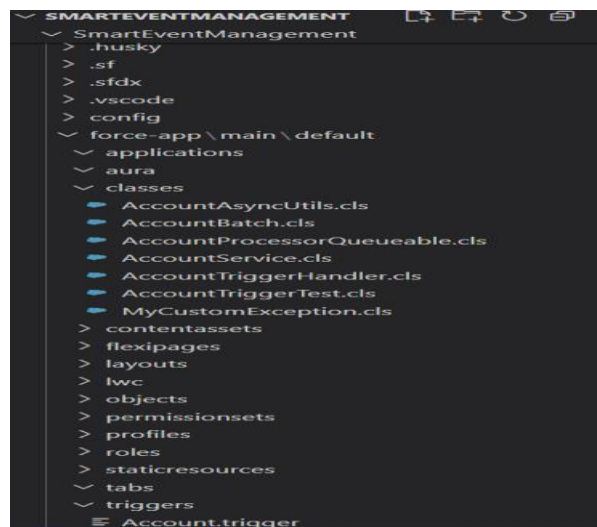 SMARTEVENTMANAGEMENT
SmartEventManagement
.husky
.sf
.sfdx
.vscode
config
force-app\main\default
applications
aura
classes
AccountAsyncUtils.cls
AccountBatch.cls
AccountProcessorQueueable.cls
AccountService.cls
AccountTriggerHandler.cls
AccountTriggerTest.cls
MyCustomException.cls
contentassets
flexipages
layouts
lwc
objects
permissionsets
profiles
roles
staticresources
tabs
triggers
Account.trigger